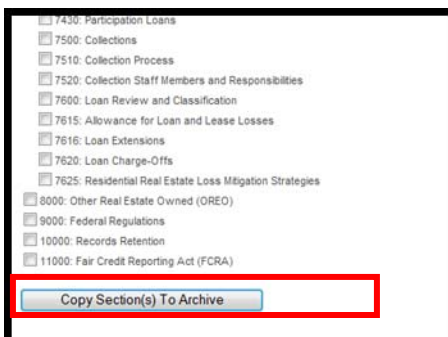 7430: Participation Loans
7500: Collections
7510: Collection Process
7520: Collection Staff Members and Responsibilities
7600: Loan Review and Classification
7615: Allowance for Loan and Lease Losses
7616: Loan Extensions
7620: Loan Charge-Offs
7625: Residential Real Estate Loss Mitigation Strategies
8000: Other Real Estate Owned (OREO)
9000: Federal Regulations
10000: Records Retention
11000: Fair Credit Reporting Act (FCRA)
Copy Section(s) To Archive